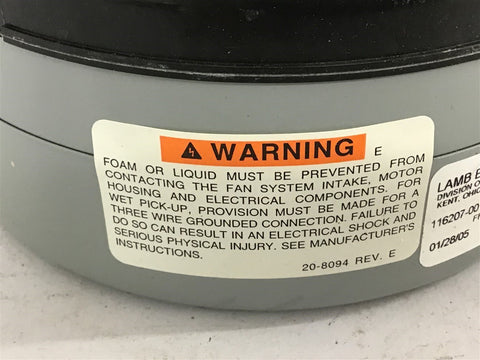 WARNING E
FOAM OR LIQUID MUST BE PREVENTED FROM
CONTACTING THE FAN SYSTEM INTAKE, MOTOR
HOUSING AND ELECTRICAL COMPONENTS. FOR
WET PICK-UP, PROVISION MUST BE MADE FOR A
THREE WIRE GROUNDED CONNECTION. FAILURE TO
DO SO CAN RESULT IN AN ELECTRICAL SHOCK AND
SERIOUS PHYSICAL INJURY. SEE MANUFACTURER'S
INSTRUCTIONS.
20-8094 REV. E
LAMB E
DIVISION O
KENT, OHIO
116207-00
01/26/05